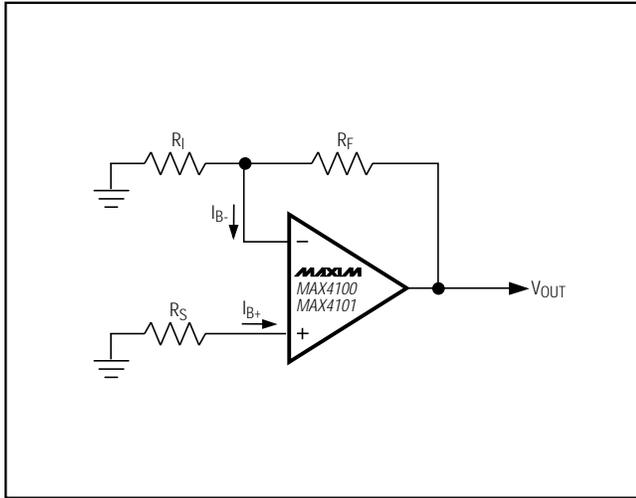 RI
RF
IB-
−
MAXIM
MAX4100
MAX4101
VOUT
RS
IB+
+